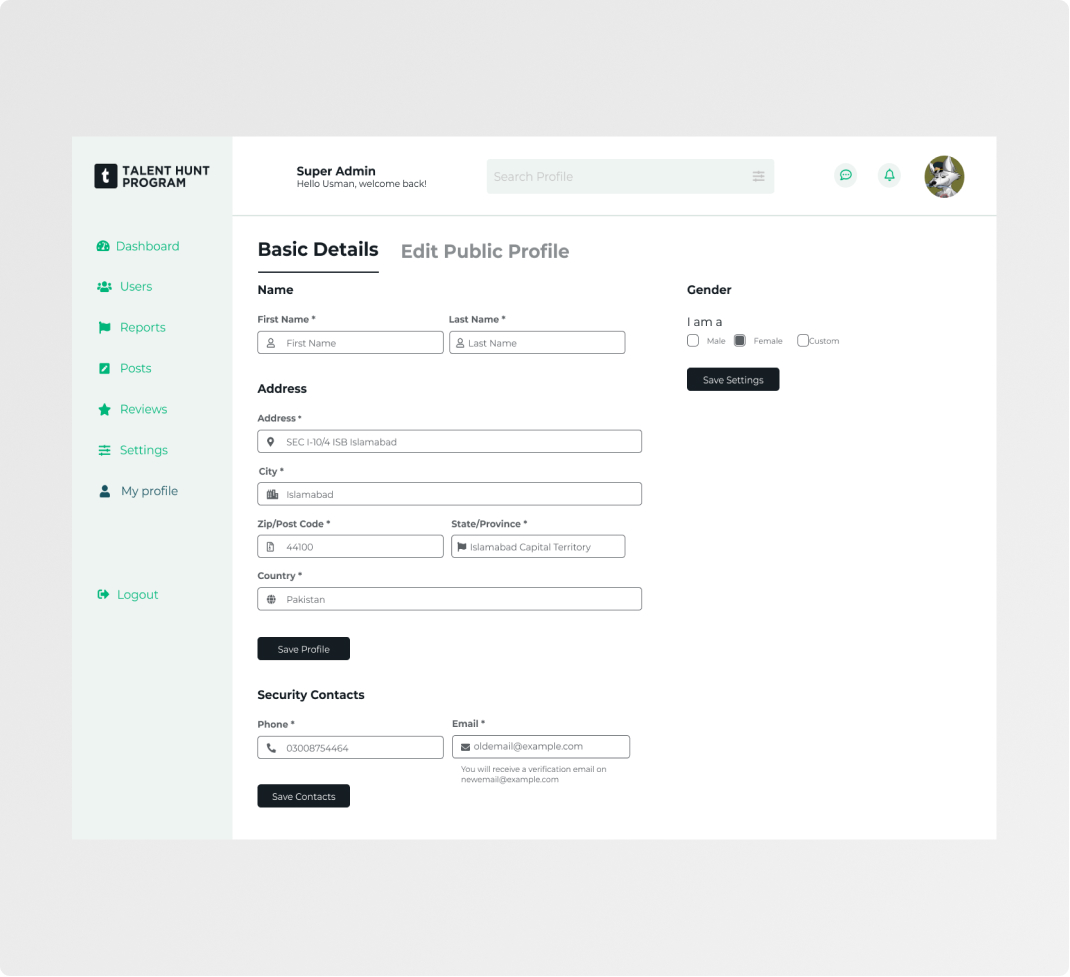 t TALENT HUNT
PROGRAM
Super Admin
Hello Usman, welcome back!
Search Profile
Dashboard
Users
Reports
Posts
Reviews
Settings
My profile
Logout
Basic Details Edit Public Profile
Name
First Name * Last Name *
First Name Last Name
Address
Address *
SEC I-10/4 ISB Islamabad
City *
Islamabad
Zip/Post Code * State/Province *
44100 Islamabad Capital Territory
Country *
Pakistan
Save Profile
Security Contacts
Phone * Email *
03008754464 oldemail@example.com
You will receive a verification email on
newemail@example.com
Save Contacts
Gender
I am a
Male Female Custom
Save Settings